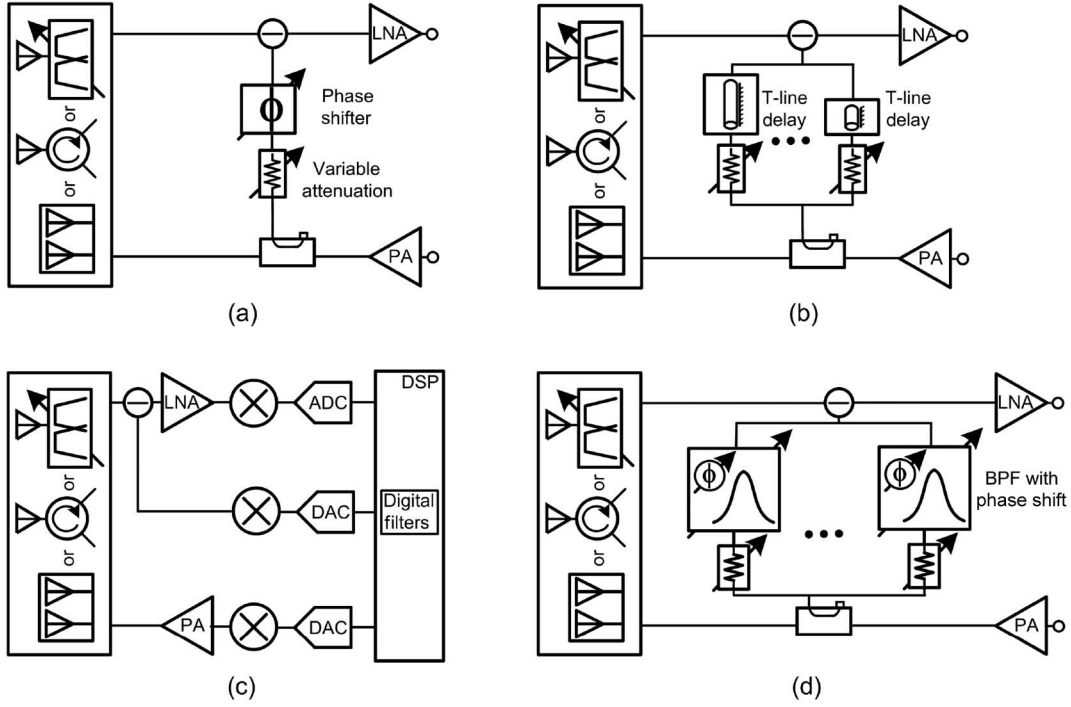 or
or
LNA
Phase
shifter
Variable
attenuation
PA
(a)
or
or
LNA
T-line
delay
T-line
delay
PA
(b)
or
or
LNA
ADC
DSP
DAC
Digital
filters
PA
DAC
(c)
or
or
LNA
ϕ
ϕ
BPF with
phase shift
PA
(d)